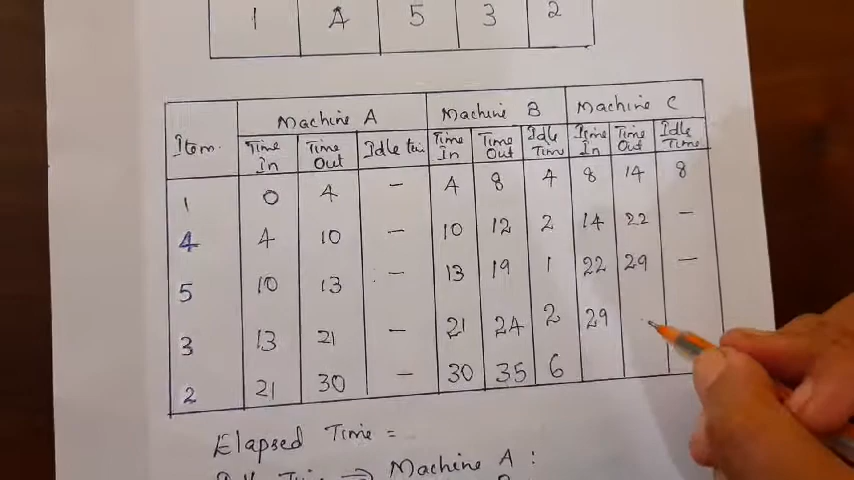 1 4 5 3 2
Item. Machine A Machine B Machine C
Time In Time Out Idle Time In Time Out Idle Time Time In Time Out Idle Time
1 0 4 - 4 8 4 8 14 8
4 4 10 - 10 12 2 14 22 -
5 10 13 - 13 19 1 22 29 -
3 13 21 - 21 24 2 29
2 21 30 - 30 35 6
Elapsed Time =
⇒ Machine A :